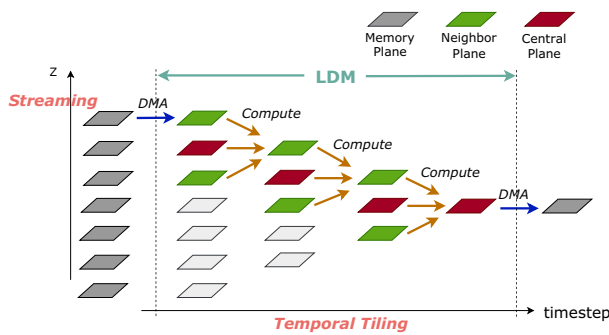 Memory
Plane
Neighbor
Plane
Central
Plane
Z
LDM
Streaming
DMA
Compute
Compute
Compute
DMA
timestep
Temporal Tiling